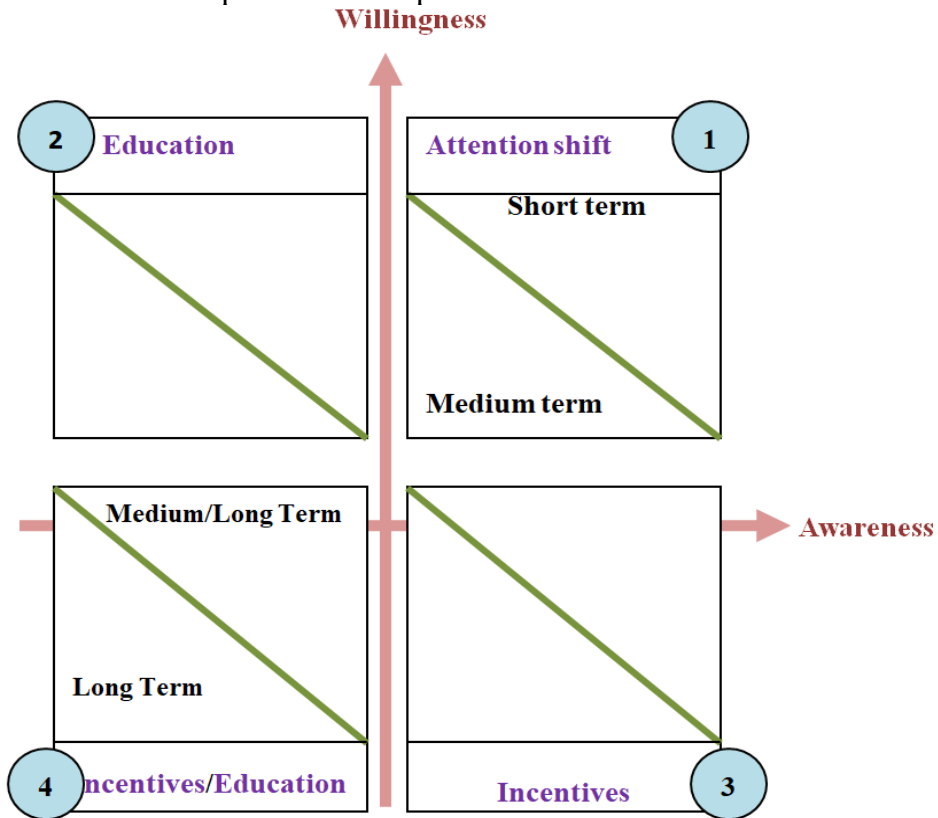 Willingness
2
Education
Attention shift
1
Short term
Medium term
Medium/Long Term
Awareness
Long Term
4
ncentives/Education
Incentives
3